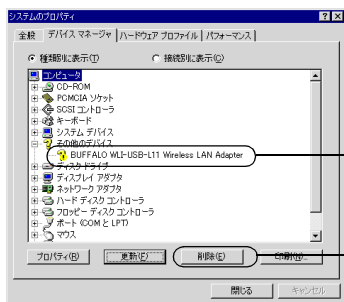 システムのプロパティ
全般 デバイス マネージャ ハードウェア プロファイル パフォーマンス
種類別に表示(T) 接続別に表示(C)
コンピュータ
CD-ROM
PCMCIA ソケット
SCSI コントローラ
キーボード
システム デバイス
その他のデバイス
BUFFALO WLI-USB-L11 Wireless LAN Adapter
ディスク ドライブ
ディスプレイ アダプタ
ネットワーク アダプタ
ハード ディスク コントローラ
フロッピー ディスク コントローラ
ポート (COM と LPT)
マウス
プロパティ(R) 更新(F) 削除(E) 印刷(N)...
閉じる キャンセル